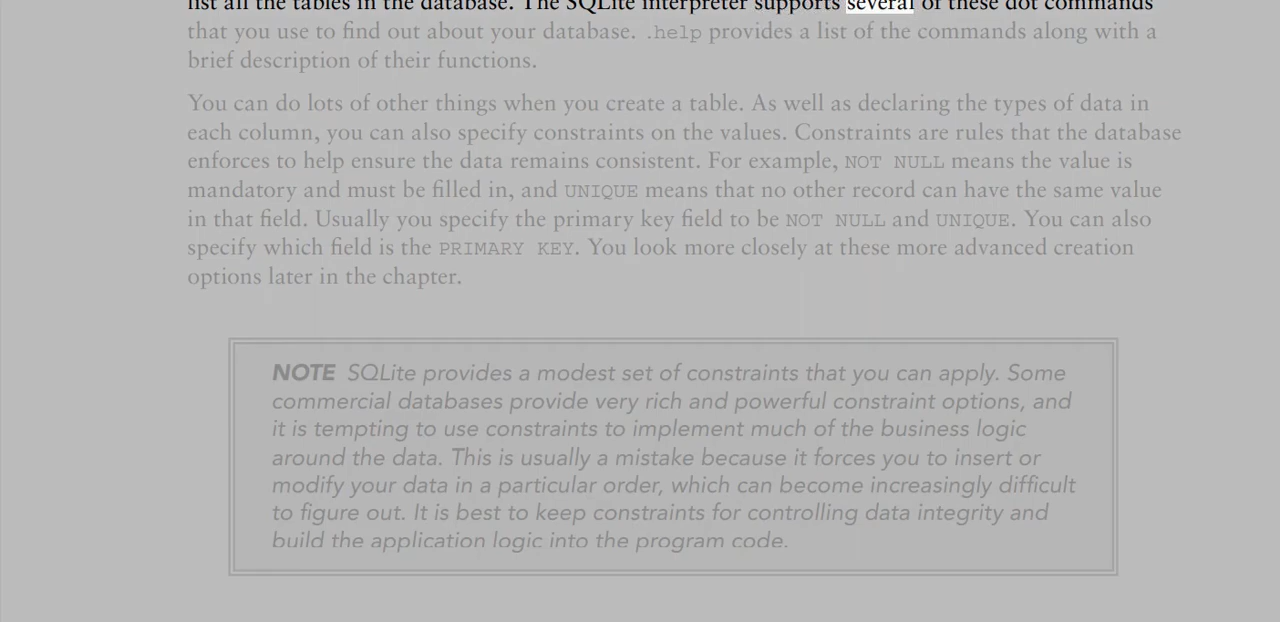 list all the tables in the database. The SQLite interpreter supports several of these dot commands
that you use to find out about your database. .help provides a list of the commands along with a
brief description of their functions.
You can do lots of other things when you create a table. As well as declaring the types of data in
each column, you can also specify constraints on the values. Constraints are rules that the database
enforces to help ensure the data remains consistent. For example, NOT NULL means the value is
mandatory and must be filled in, and UNIQUE means that no other record can have the same value
in that field. Usually you specify the primary key field to be NOT NULL and UNIQUE. You can also
specify which field is the PRIMARY KEY. You look more closely at these more advanced creation
options later in the chapter.
NOTE SQLite provides a modest set of constraints that you can apply. Some
commercial databases provide very rich and powerful constraint options, and
it is tempting to use constraints to implement much of the business logic
around the data. This is usually a mistake because it forces you to insert or
modify your data in a particular order, which can become increasingly difficult
to figure out. It is best to keep constraints for controlling data integrity and
build the application logic into the program code.